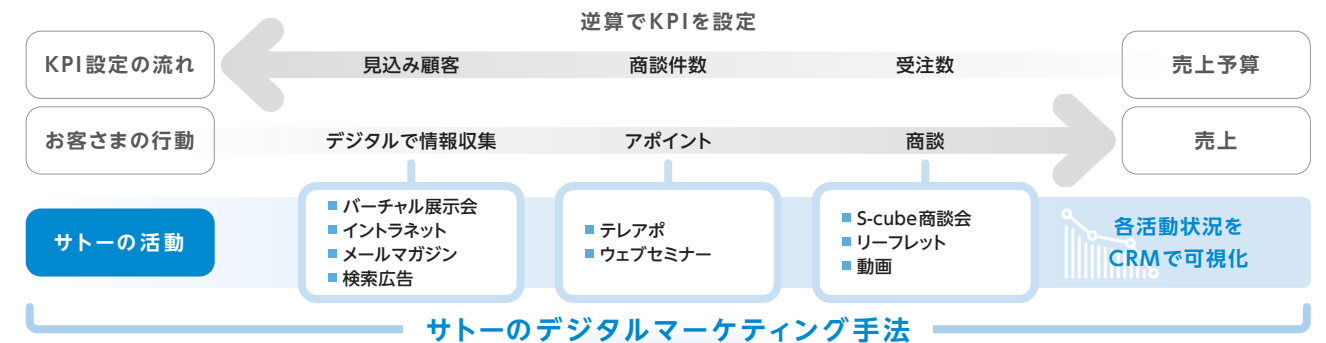 逆算でKPIを設定
KPI設定の流れ
見込み顧客
商談件数
受注数
売上予算
お客さまの行動
デジタルで情報収集
アポイント
商談
売上
サトーの活動
バーチャル展示会
イントラネット
メールマガジン
検索広告
テレアポ
ウェブセミナー
S-cube商談会
リーフレット
動画
各活動状況を
CRMで可視化
サトーのデジタルマーケティング手法